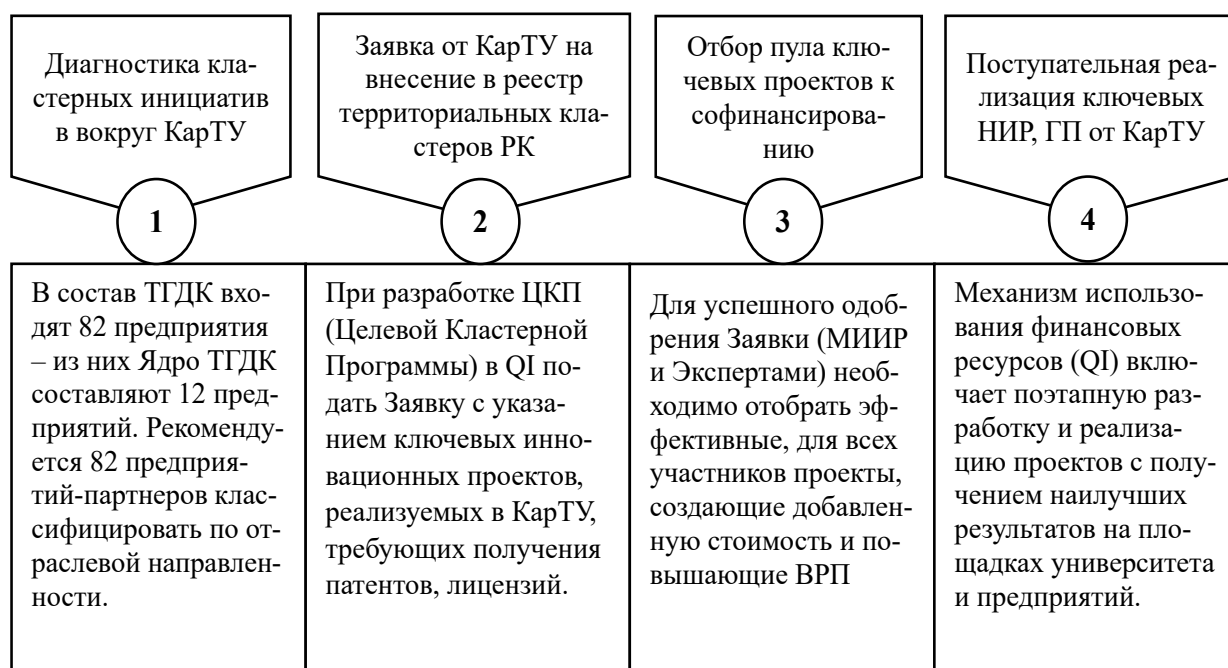 Диагностика кла-
стерных инициатив
в вокруг КарТУ
1
В состав ТГДК вхо-
дят 82 предприятия
– из них Ядро ТГДК
составляют 12 пред-
приятий. Рекоменду-
ется 82 предприя-
тий-партнеров клас-
сифицировать по от-
раслевой направлен-
ности.
Заявка от КарТУ на
внесение в реестр
территориальных кла-
стеров РК
2
При разработке ЦКП
(Целевой Кластерной
Программы) в QI по-
дать Заявку с указа-
нием ключевых инно-
вационных проектов,
реализуемых в КарТУ,
требующих получения
патентов, лицензий.
Отбор пула клю-
чевых проектов к
софинансирова-
нию
3
Для успешного одоб-
рения Заявки (МИИР
и Экспертами) необ-
ходимо отобрать эф-
фективные, для всех
участников проекты,
создающие добавлен-
ную стоимость и по-
вышающие ВРП
Поступательная реа-
лизация ключевых
НИР, ГП от КарТУ
4
Механизм использо-
вания финансовых
ресурсов (QI) вклю-
чает поэтапную раз-
работку и реализа-
цию проектов с полу-
чением наилучших
результатов на пло-
щадках университета
и предприятий.